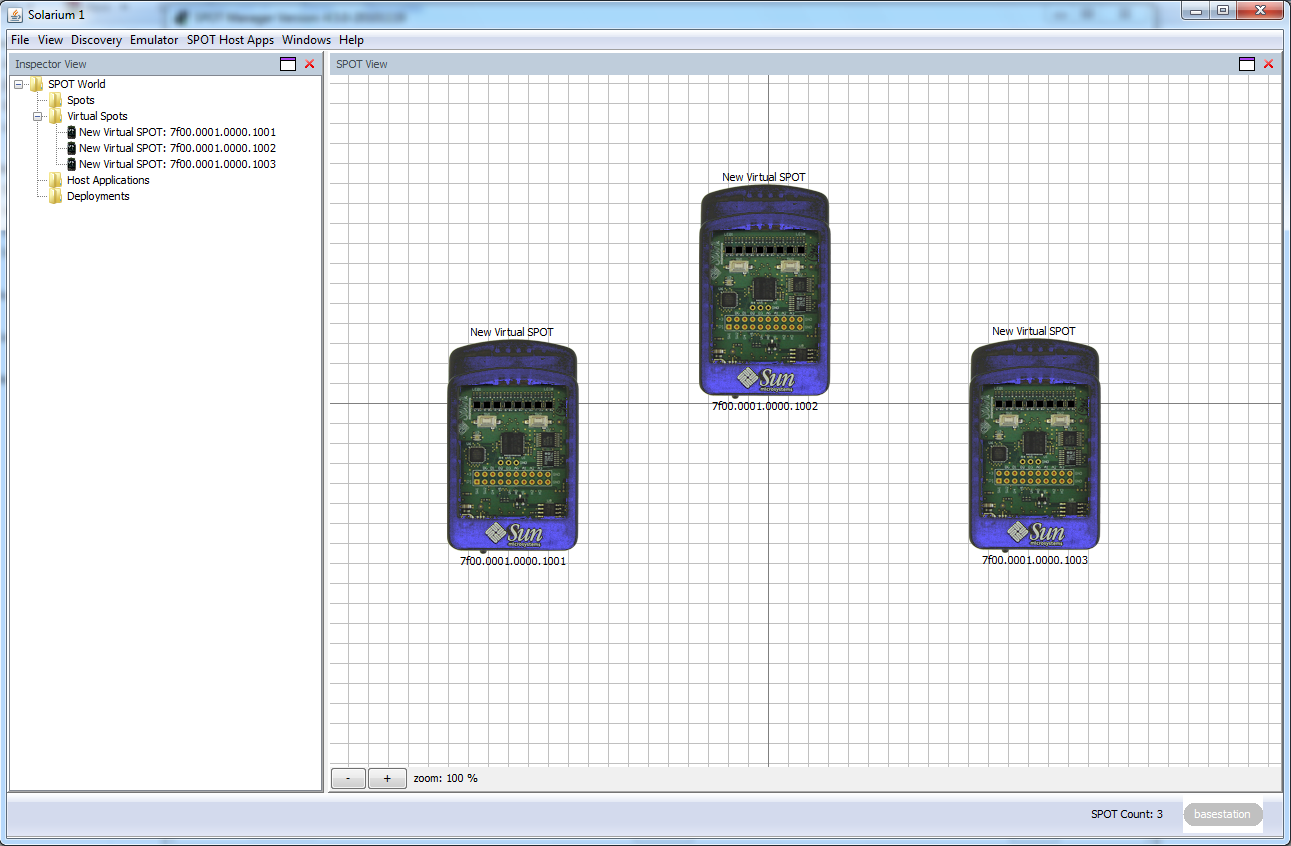 Solarium 1
File View Discovery Emulator SPOT Host Apps Windows Help
Inspector View
SPOT World
Spots
Virtual Spots
New Virtual SPOT: 7f00.0001.0000.1001
New Virtual SPOT: 7f00.0001.0000.1002
New Virtual SPOT: 7f00.0001.0000.1003
Host Applications
Deployments
SPOT View
New Virtual SPOT
Sun
microsystems
7f00.0001.0000.1002
New Virtual SPOT
Sun
microsystems
7f00.0001.0000.1001
New Virtual SPOT
Sun
microsystems
7f00.0001.0000.1003
- + zoom: 100 %
SPOT Count: 3 basestation